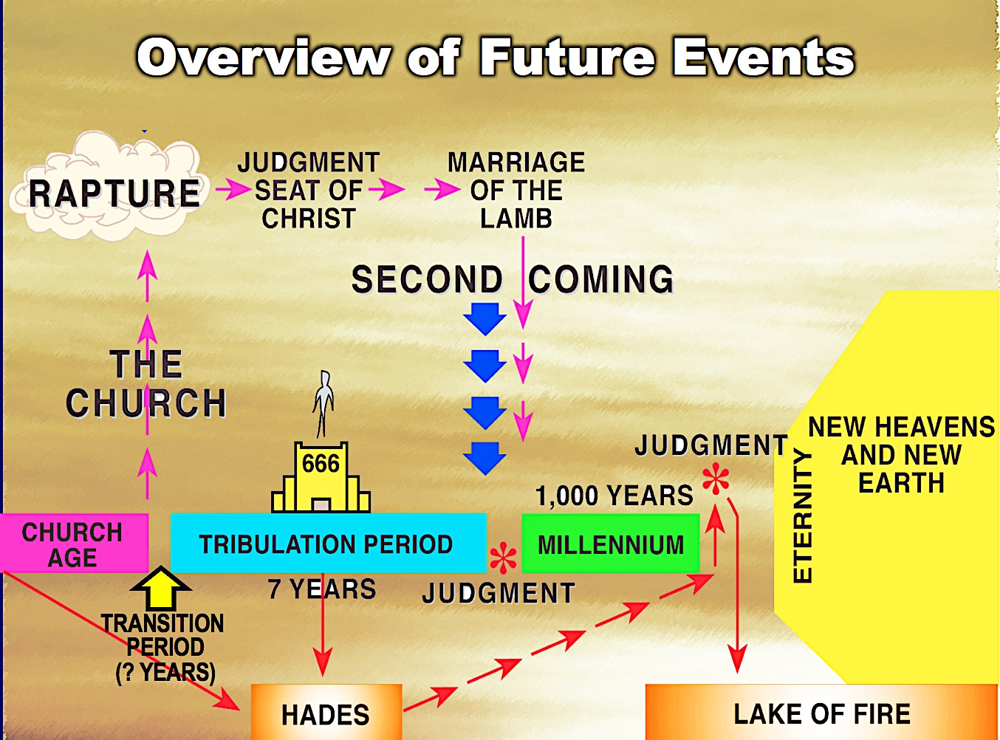 Overview of Future Events
RAPTURE
JUDGMENT
SEAT OF
CHRIST
MARRIAGE
OF THE
LAMB
SECOND COMING
THE
CHURCH
666
JUDGMENT
1,000 YEARS
NEW HEAVENS
AND NEW
EARTH
ETERNITY
CHURCH
AGE
TRIBULATION PERIOD
MILLENNIUM
7 YEARS
JUDGMENT
TRANSITION
PERIOD
(? YEARS)
HADES
LAKE OF FIRE